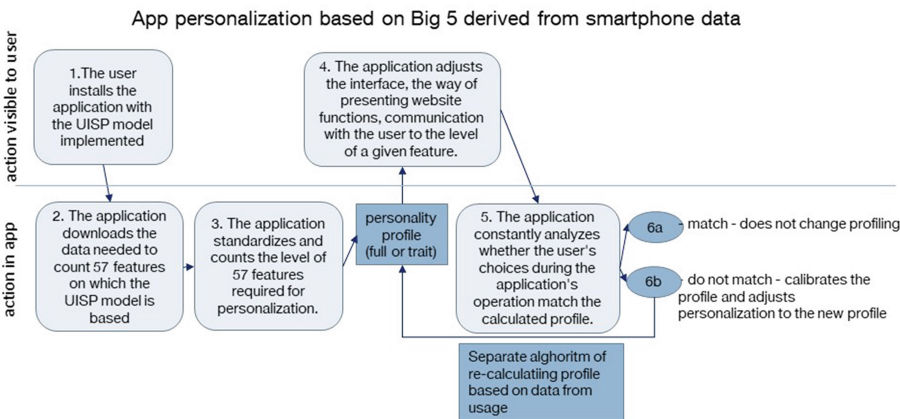 App personalization based on Big 5 derived from smartphone data
action visible to user
1.The user
installs the
application with
the UISP model
implemented
4. The application adjusts
the interface, the way of
presenting website
functions, communication
with the user to the level
of a given feature.
action in app
2. The application
downloads the
data needed to
count 57 features
on which the
UISP model is
based
3. The application
standardizes and
counts the level of
57 features
required for
personalization.
personality
profile
(full or trait)
5. The application
constantly analyzes
whether the user's
choices during the
application's
operation match the
calculated profile.
6a
- match - does not change profiling
6b
- do not match - calibrates the
profile and adjusts
personalization to the new profile
Separate alghoritm of
re-calculatiing profile
based on data from
usage